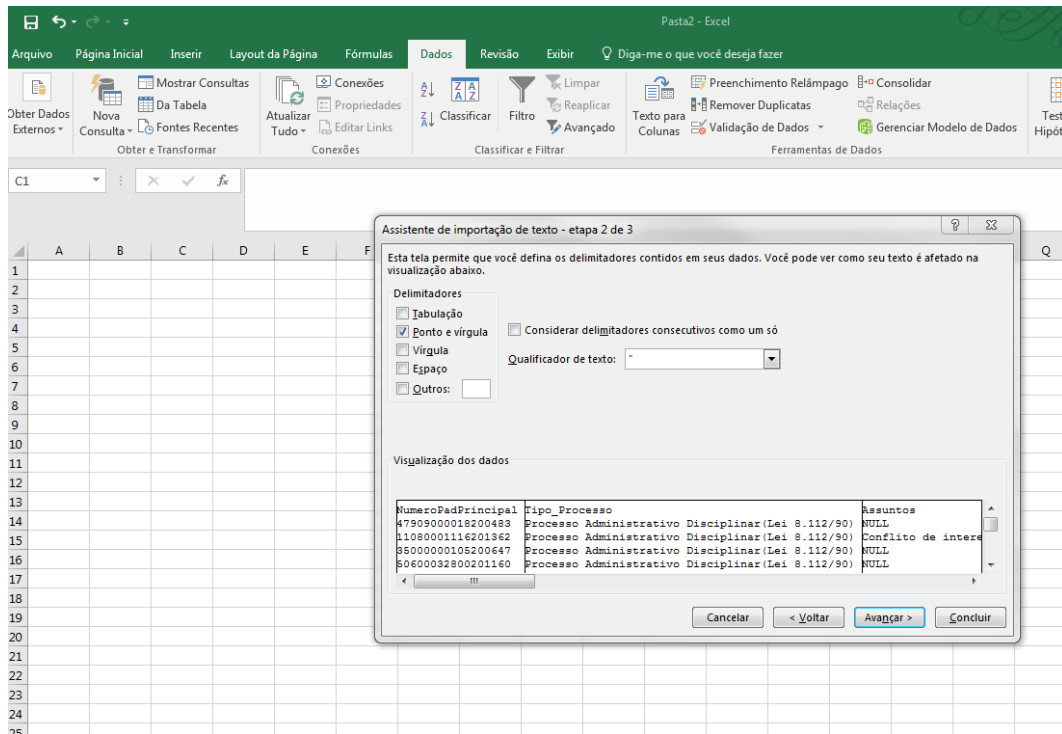 Pasta2 - Excel
Arquivo Página Inicial Inserir Layout da Página Fórmulas Dados Revisão Exibir Diga-me o que você deseja fazer
Obter Dados Externos
Nova Consulta
Mostrar Consultas
Da Tabela
Fontes Recentes
Obter e Transformar
Atualizar Tudo
Conexões
Propriedades
Editar Links
Conexões
Classificar
Filtro
Limpar
Reaplicar
Avançado
Classificar e Filtrar
Texto para Colunas
Preenchimento Relâmpago
Remover Duplicatas
Validação de Dados
Consolidar
Relações
Gerenciar Modelo de Dados
Ferramentas de Dados
Test
Hipót
C1
fx
A B C D E F Q
1
2
3
4
5
6
7
8
9
10
11
12
13
14
15
16
17
18
19
20
21
22
23
24
25
Assistente de importação de texto - etapa 2 de 3
Esta tela permite que você defina os delimitadores contidos em seus dados. Você pode ver como seu texto é afetado na
visualização abaixo.
Delimitadores
Tabulação
Ponto e vírgula
Vírgula
Espaço
Outros:
Considerar delimitadores consecutivos como um só
Qualificador de texto:
Visualização dos dados
NumeroPadPrincipal Tipo_Processo Assuntos
47909000018200483 Processo Administrativo Disciplinar(Lei 8.112/90) NULL
11080001116201362 Processo Administrativo Disciplinar(Lei 8.112/90) Conflito de intere
35000000105200647 Processo Administrativo Disciplinar(Lei 8.112/90) NULL
50600032800201160 Processo Administrativo Disciplinar(Lei 8.112/90) NULL
Cancelar < Voltar Avançar > Concluir